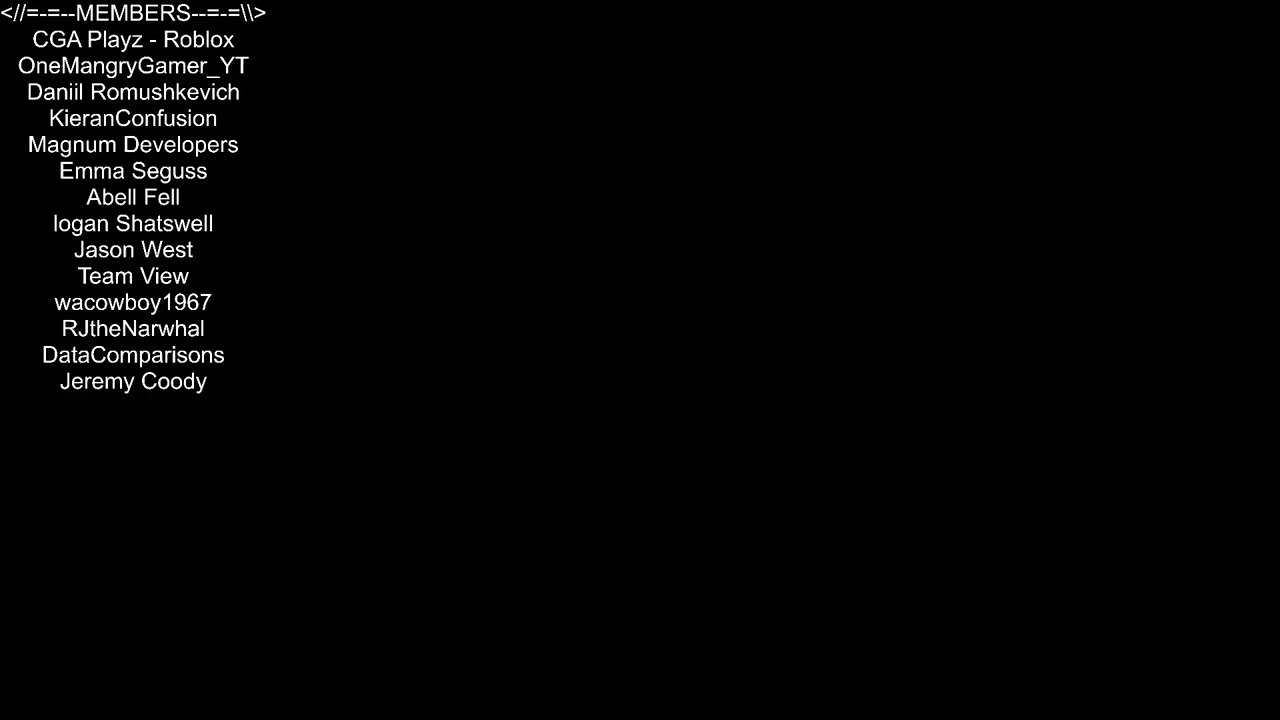 <//=-=--MEMBERS--=-=\\>
CGA Playz - Roblox
OneMangryGamer_YT
Daniil Romushkevich
KieranConfusion
Magnum Developers
Emma Seguss
Abell Fell
logan Shatswell
Jason West
Team View
wacowboy1967
RJtheNarwhal
DataComparisons
Jeremy Coody